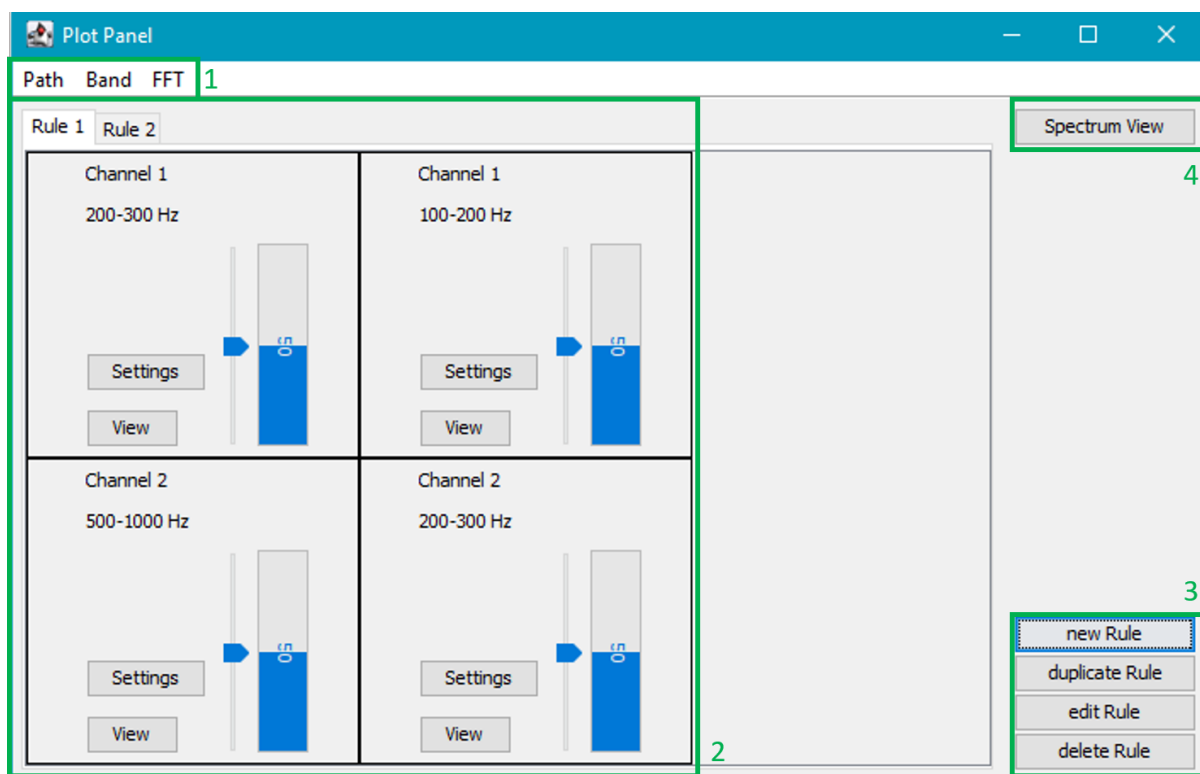 Plot Panel
Path Band FFT 1
Rule 1 Rule 2
Spectrum View
4
Channel 1
200-300 Hz
50
Settings
View
Channel 1
100-200 Hz
50
Settings
View
Channel 2
500-1000 Hz
50
Settings
View
Channel 2
200-300 Hz
50
Settings
View
2
3
new Rule
duplicate Rule
edit Rule
delete Rule